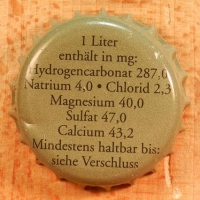 1 Liter
enthält in mg:
Hydrogencarbonat 287,0
Natrium 4,0 • Chlorid 2,3
Magnesium 40,0
Sulfat 47,0
Calcium 43,2
Mindestens haltbar bis:
siehe Verschluss